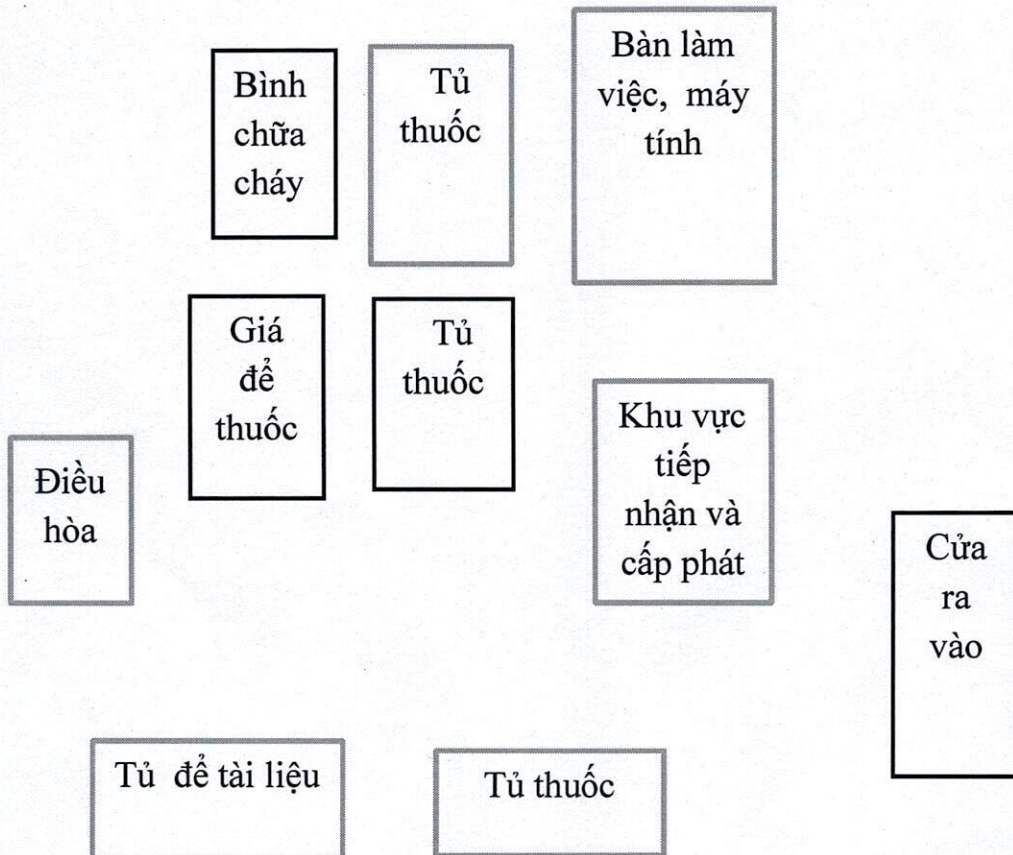 Bình
chữa
cháy
Tủ
thuốc
Bàn làm
việc, máy
tính
Giá
để
thuốc
Tủ
thuốc
Khu vực
tiếp
nhận và
cấp phát
Điều
hòa
Cửa
ra
vào
Tủ để tài liệu
Tủ thuốc